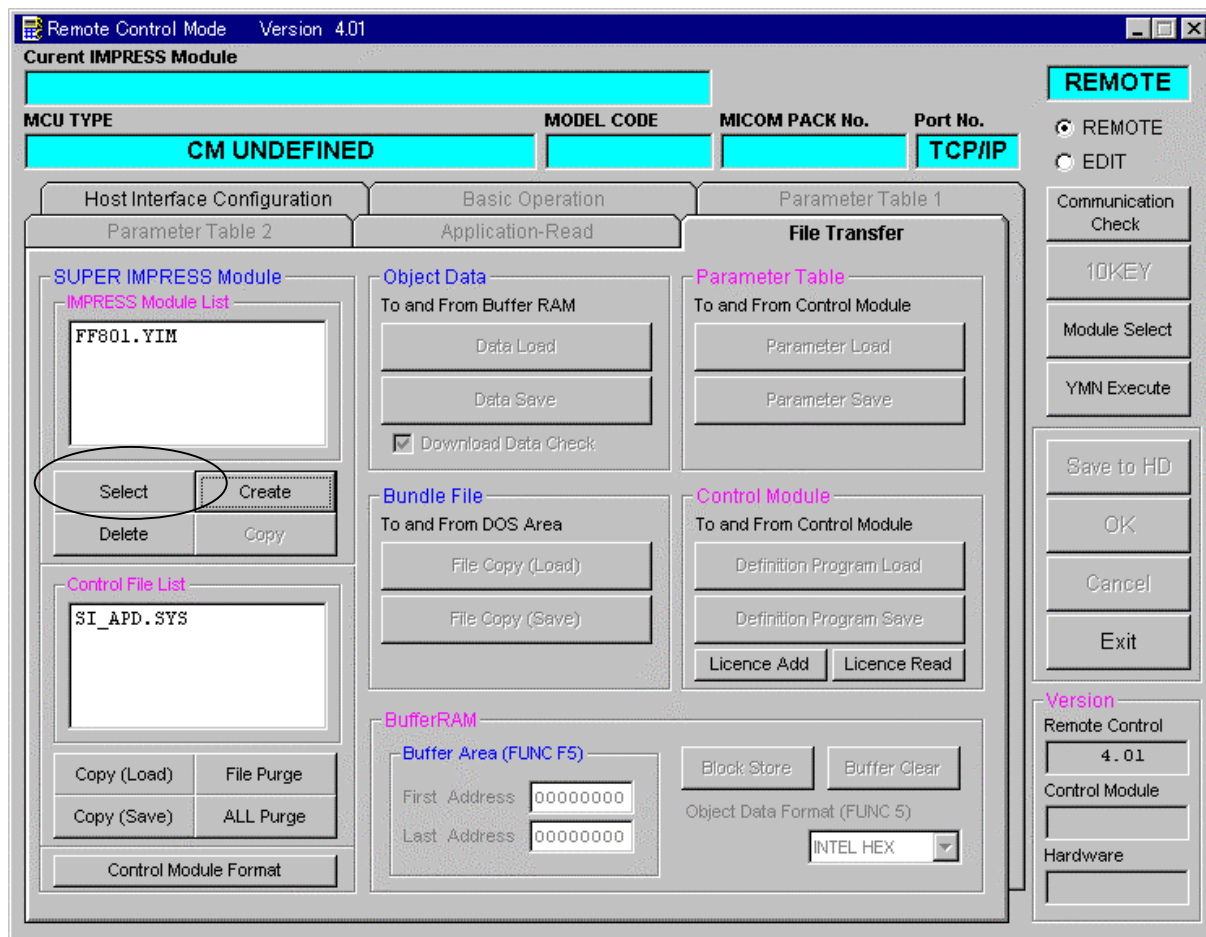 Remote Control Mode Version 4.01
Curent IMPRESS Module
REMOTE
MCU TYPE
MODEL CODE
MICOM PACK No.
Port No.
CM UNDEFINED
TCP/IP
REMOTE
EDIT
Host Interface Configuration
Basic Operation
Parameter Table 1
Parameter Table 2
Application-Read
File Transfer
SUPER IMPRESS Module
IMPRESS Module List
FF801.YIM
Select
Create
Delete
Copy
Control File List
SI_APD.SYS
Copy (Load)
File Purge
Copy (Save)
ALL Purge
Control Module Format
Object Data
To and From Buffer RAM
Data Load
Data Save
Download Data Check
Bundle File
To and From DOS Area
File Copy (Load)
File Copy (Save)
Parameter Table
To and From Control Module
Parameter Load
Parameter Save
Control Module
To and From Control Module
Definition Program Load
Definition Program Save
Licence Add
Licence Read
BufferRAM
Buffer Area (FUNC F5)
First Address 00000000
Last Address 00000000
Block Store
Buffer Clear
Object Data Format (FUNC 5)
INTEL HEX
Communication
Check
10KEY
Module Select
YMN Execute
Save to HD
OK
Cancel
Exit
Version
Remote Control
4.01
Control Module
Hardware